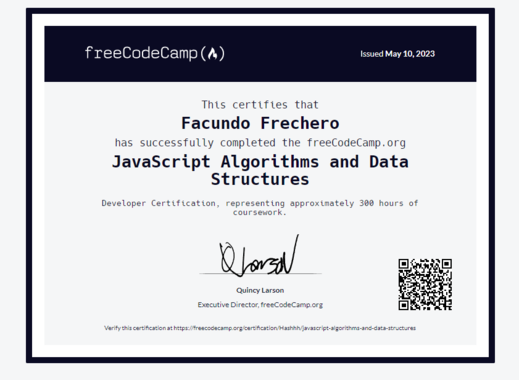 freeCodeCamp(🔥)
Issued May 10, 2023
This certifies that
Facundo Frechero
has successfully completed the freeCodeCamp.org
JavaScript Algorithms and Data
Structures
Developer Certification, representing approximately 300 hours of
coursework.
Quincy Larson
Executive Director, freeCodeCamp.org
Verify this certification at https://freecodecamp.org/certification/Hashhh/javascript-algorithms-and-data-structures